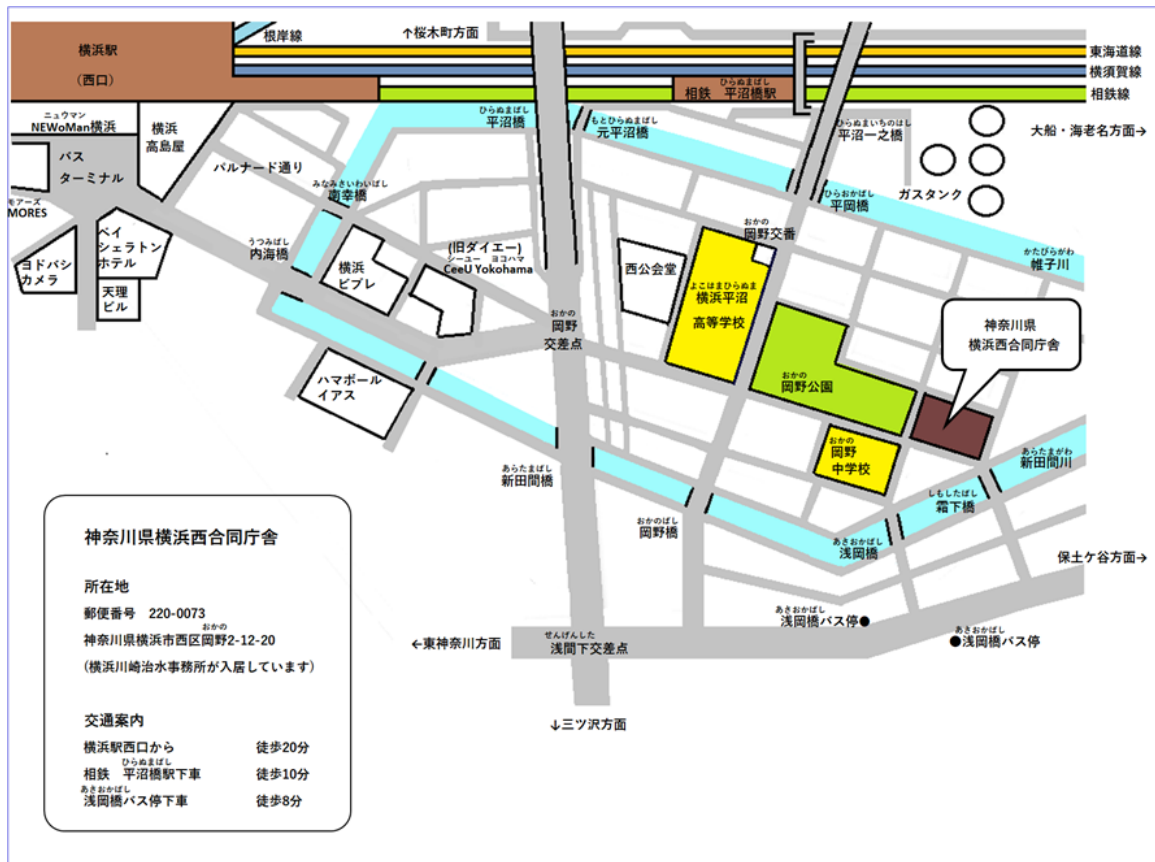 根岸線
↑桜木町方面
横浜駅
(西口)
東海道線
横須賀線
相鉄線
ひらぬまばし
相鉄 平沼橋駅
ニュウマン
NEWoMan横浜
横浜
高島屋
バス
ターミナル
モアーズ
MORES
ヨドバシ
カメラ
ベイ
シェラトン
ホテル
天理
ビル
パルナード通り
みなみさいわいばし
南幸橋
うつみばし
内海橋
ひらぬまばし
平沼橋
もとひらぬまばし
元平沼橋
ひらぬまいちのはし
平沼一之橋
大船・海老名方面→
ガスタンク
ひらおかばし
平岡橋
かたびらがわ
帷子川
横浜
ビブレ
(旧ダイエー)
シーユー ヨコハマ
CeeU Yokohama
おかの
岡野
交差点
西公会堂
おかの
岡野交番
よこはまひらぬま
横浜平沼
高等学校
おかの
岡野公園
神奈川県
横浜西合同庁舎
おかの
岡野
中学校
ハマボール
イアス
あらたまばし
新田間橋
おかのばし
岡野橋
あさおかばし
浅岡橋
しもしたばし
霜下橋
あらたまがわ
新田間川
保土ケ谷方面→
あさおかばし
浅岡橋バス停●
あさおかばし
●浅岡橋バス停
←東神奈川方面
せんげんした
浅間下交差点
↓三ツ沢方面
神奈川県横浜西合同庁舎
所在地
郵便番号 220-0073
おかの
神奈川県横浜市西区岡野2-12-20
(横浜川崎治水事務所が入居しています)
交通案内
横浜駅西口から 徒歩20分
ひらぬまばし
相鉄 平沼橋駅下車 徒歩10分
あさおかばし
浅岡橋バス停下車 徒歩8分